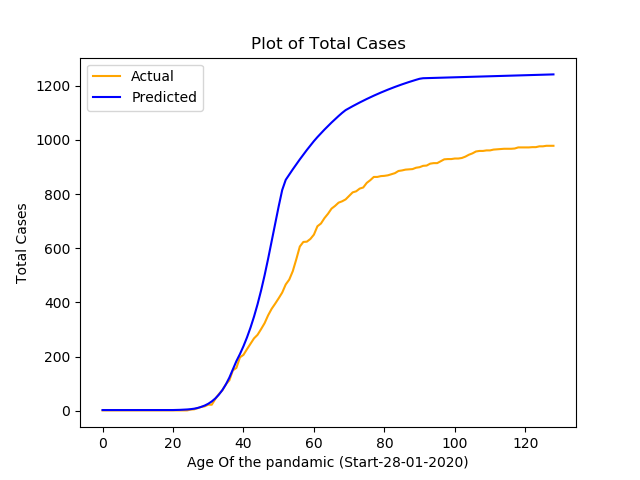 Plot of Total Cases
Actual
Predicted
1200
1000
800
600
400
200
0
Total Cases
0 20 40 60 80 100 120
Age Of the pandamic (Start-28-01-2020)